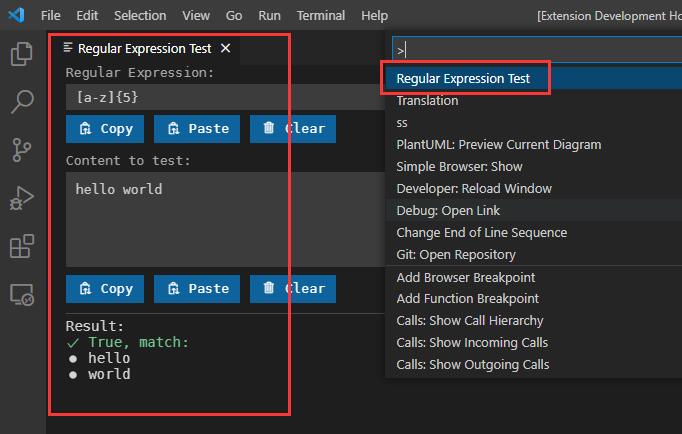 File Edit Selection View Go Run Terminal Help [Extension Development Ho
Regular Expression Test
Regular Expression:
[a-z]{5}
Copy Paste Clear
Content to test:
hello world
Copy Paste Clear
Result:
True, match:
hello
world
>
Regular Expression Test
Translation
ss
PlantUML: Preview Current Diagram
Simple Browser: Show
Developer: Reload Window
Debug: Open Link
Change End of Line Sequence
Git: Open Repository
Add Browser Breakpoint
Add Function Breakpoint
Calls: Show Call Hierarchy
Calls: Show Incoming Calls
Calls: Show Outgoing Calls